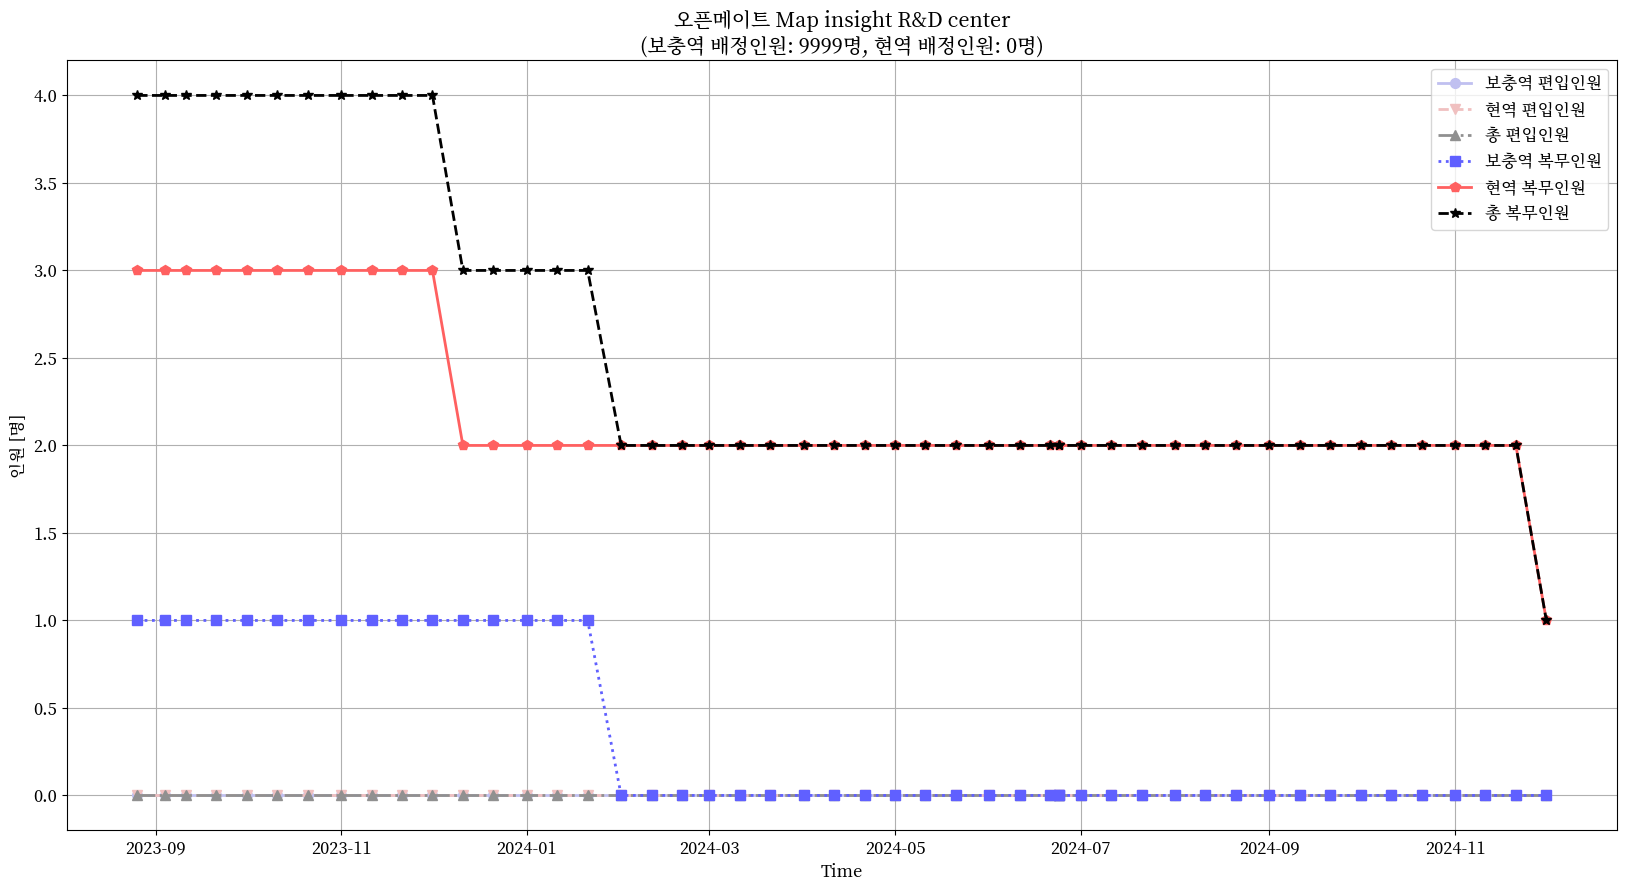 오픈메이트 Map insight R&D center
(보충역 배정인원: 9999명, 현역 배정인원: 0명)
보충역 편입인원
현역 편입인원
총 편입인원
보충역 복무인원
현역 복무인원
총 복무인원
4.0
3.5
3.0
2.5
2.0
1.5
1.0
0.5
0.0
인원 [명]
2023-09
2023-11
2024-01
2024-03
2024-05
2024-07
2024-09
2024-11
Time